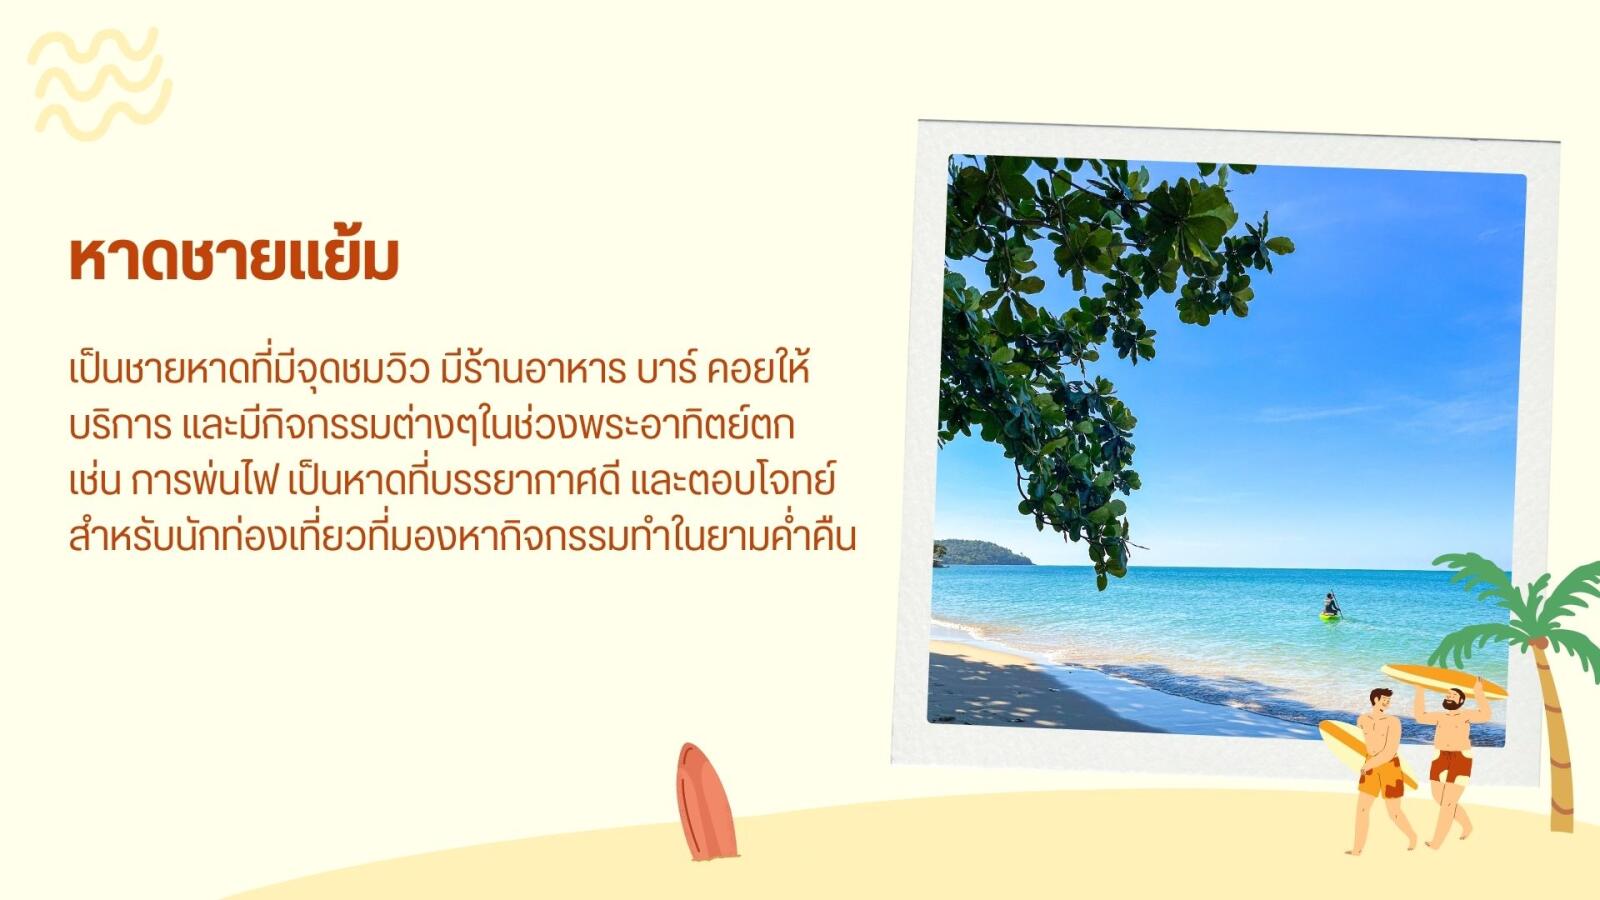 หาดชายแย้ม
เป็นชายหาดที่มีจุดชมวิว มีร้านอาหาร บาร์ คอยให้
บริการ และมีกิจกรรมต่างๆในช่วงพระอาทิตย์ตก
เช่น การพ่นไฟ เป็นหาดที่บรรยากาศดี และตอบโจทย์
สำหรับนักท่องเที่ยวที่มองหากิจกรรมทำในยามค่ำคืน